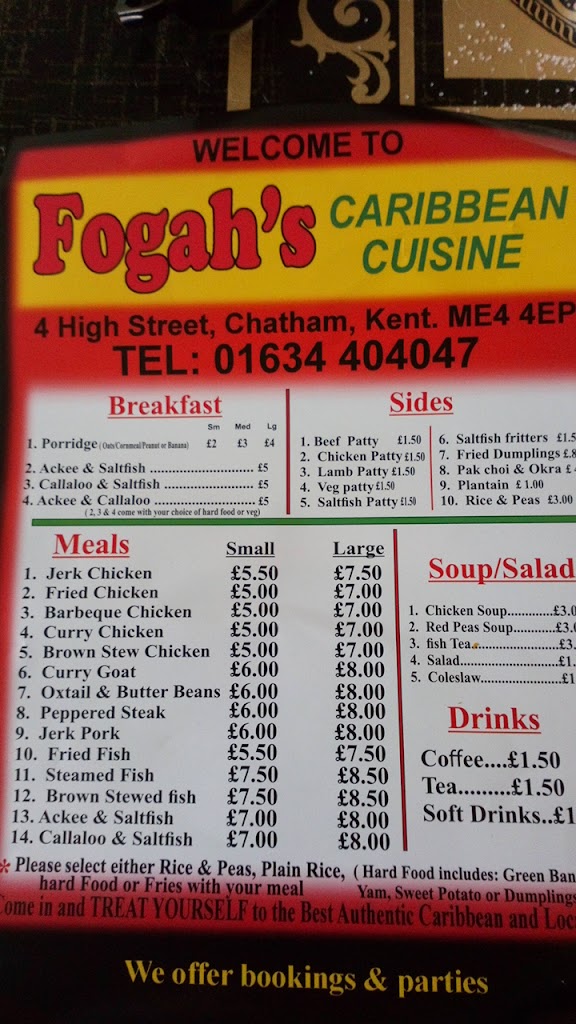 WELCOME TO
Fogah's CARIBBEAN CUISINE
4 High Street, Chatham, Kent. ME4 4EP
TEL: 01634 404047
Breakfast
Sm Med Lg
1. Porridge (Oats/Cornmeal/Peanut or Banana) £2 £3 £4
2. Ackee & Saltfish ............................ £5
3. Callaloo & Saltfish ........................ £5
4. Ackee & Callaloo ............................£5
( 2, 3 & 4 come with your choice of hard food or veg)
Sides
1. Beef Patty £1.50
2. Chicken Patty £1.50
3. Lamb Patty £1.50
4. Veg patty £1.50
5. Saltfish Patty £1.50
6. Saltfish fritters £1.5
7. Fried Dumplings £.8
8. Pak choi & Okra £
9. Plantain £ 1.00
10. Rice & Peas £3.00
Meals Small Large
1. Jerk Chicken £5.50 £7.50
2. Fried Chicken £5.00 £7.00
3. Barbeque Chicken £5.00 £7.00
4. Curry Chicken £5.00 £7.00
5. Brown Stew Chicken £5.00 £7.00
6. Curry Goat £6.00 £8.00
7. Oxtail & Butter Beans £6.00 £8.00
8. Peppered Steak £6.00 £8.00
9. Jerk Pork £6.00 £8.00
10. Fried Fish £5.50 £7.50
11. Steamed Fish £7.50 £8.50
12. Brown Stewed fish £7.50 £8.50
13. Ackee & Saltfish £7.00 £8.00
14. Callaloo & Saltfish £7.00 £8.00
Soup/Salad
1. Chicken Soup............£3.0
2. Red Peas Soup...........£3.
3. fish Tea......................£3.
4. Salad..........................£1.
5. Coleslaw.....................£1
Drinks
Coffee....£1.50
Tea.........£1.50
Soft Drinks..£1
* Please select either Rice & Peas, Plain Rice,
hard Food or Fries with your meal
( Hard Food includes: Green Ban
Yam, Sweet Potato or Dumplings
Come in and TREAT YOURSELF to the Best Authentic Caribbean and Loc
We offer bookings & parties